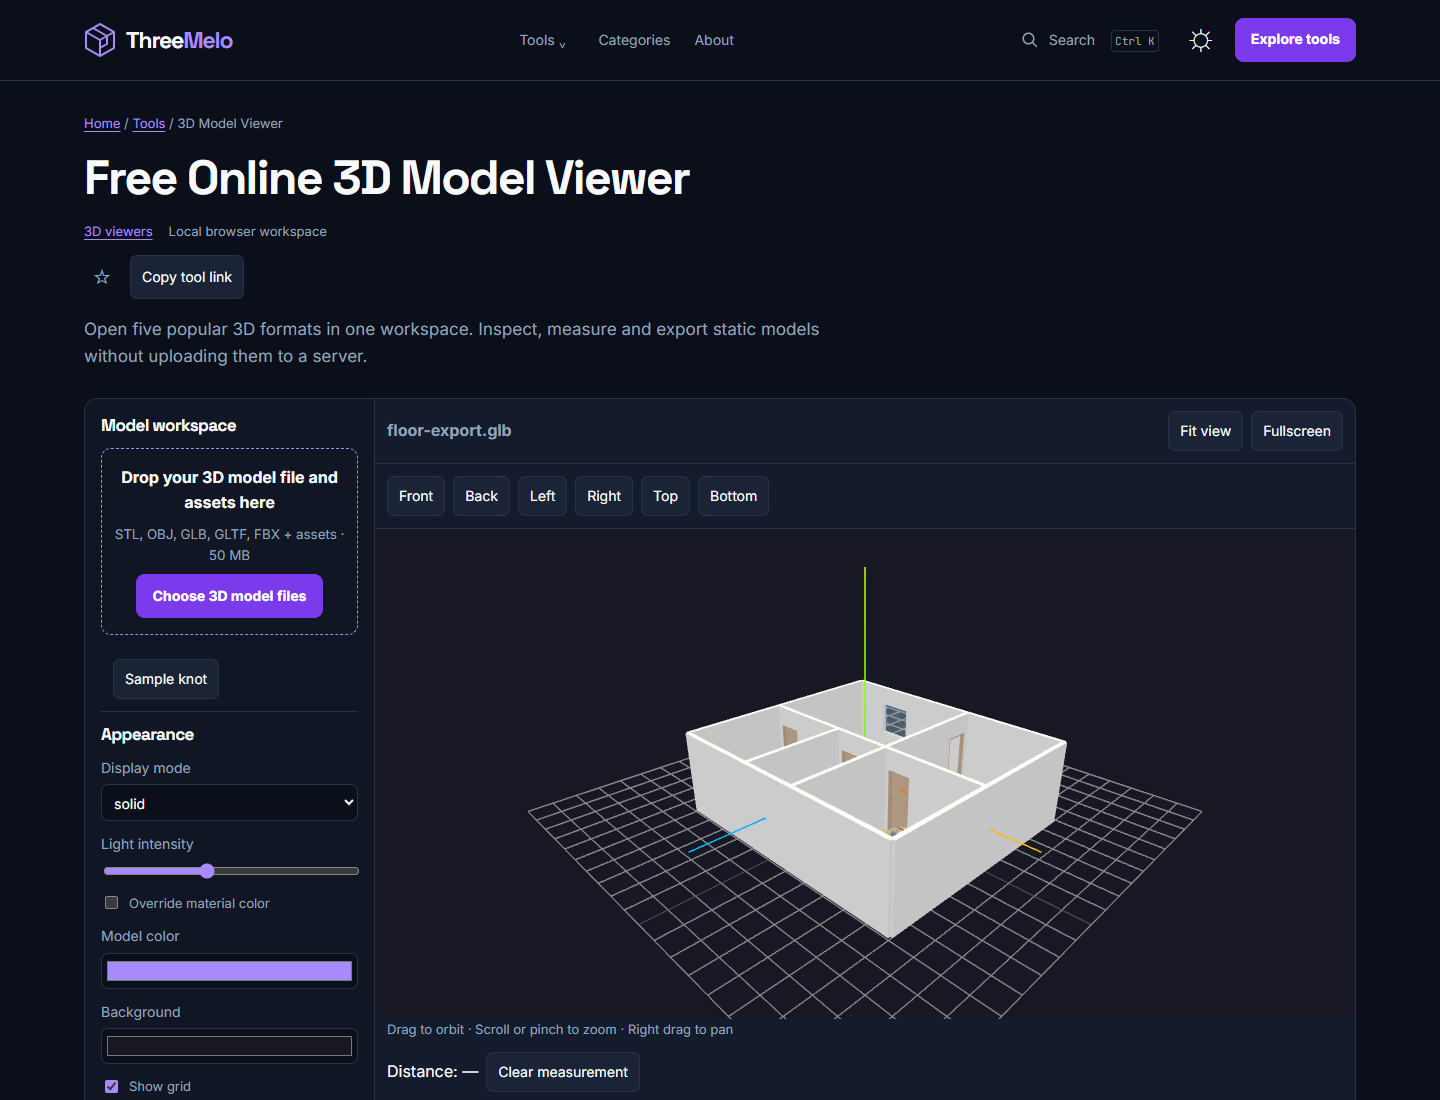 ThreeMelo
Tools
Categories
About
Search
Ctrl K
Explore tools
Home / Tools / 3D Model Viewer
Free Online 3D Model Viewer
3D viewers
Local browser workspace
Copy tool link
Open five popular 3D formats in one workspace. Inspect, measure and export static models
without uploading them to a server.
Model workspace
Drop your 3D model file and
assets here
STL, OBJ, GLB, GLTF, FBX + assets ·
50 MB
Choose 3D model files
Sample knot
Appearance
Display mode
solid
Light intensity
Override material color
Model color
Background
Show grid
floor-export.glb
Fit view
Fullscreen
Front
Back
Left
Right
Top
Bottom
Drag to orbit · Scroll or pinch to zoom · Right drag to pan
Distance: —
Clear measurement